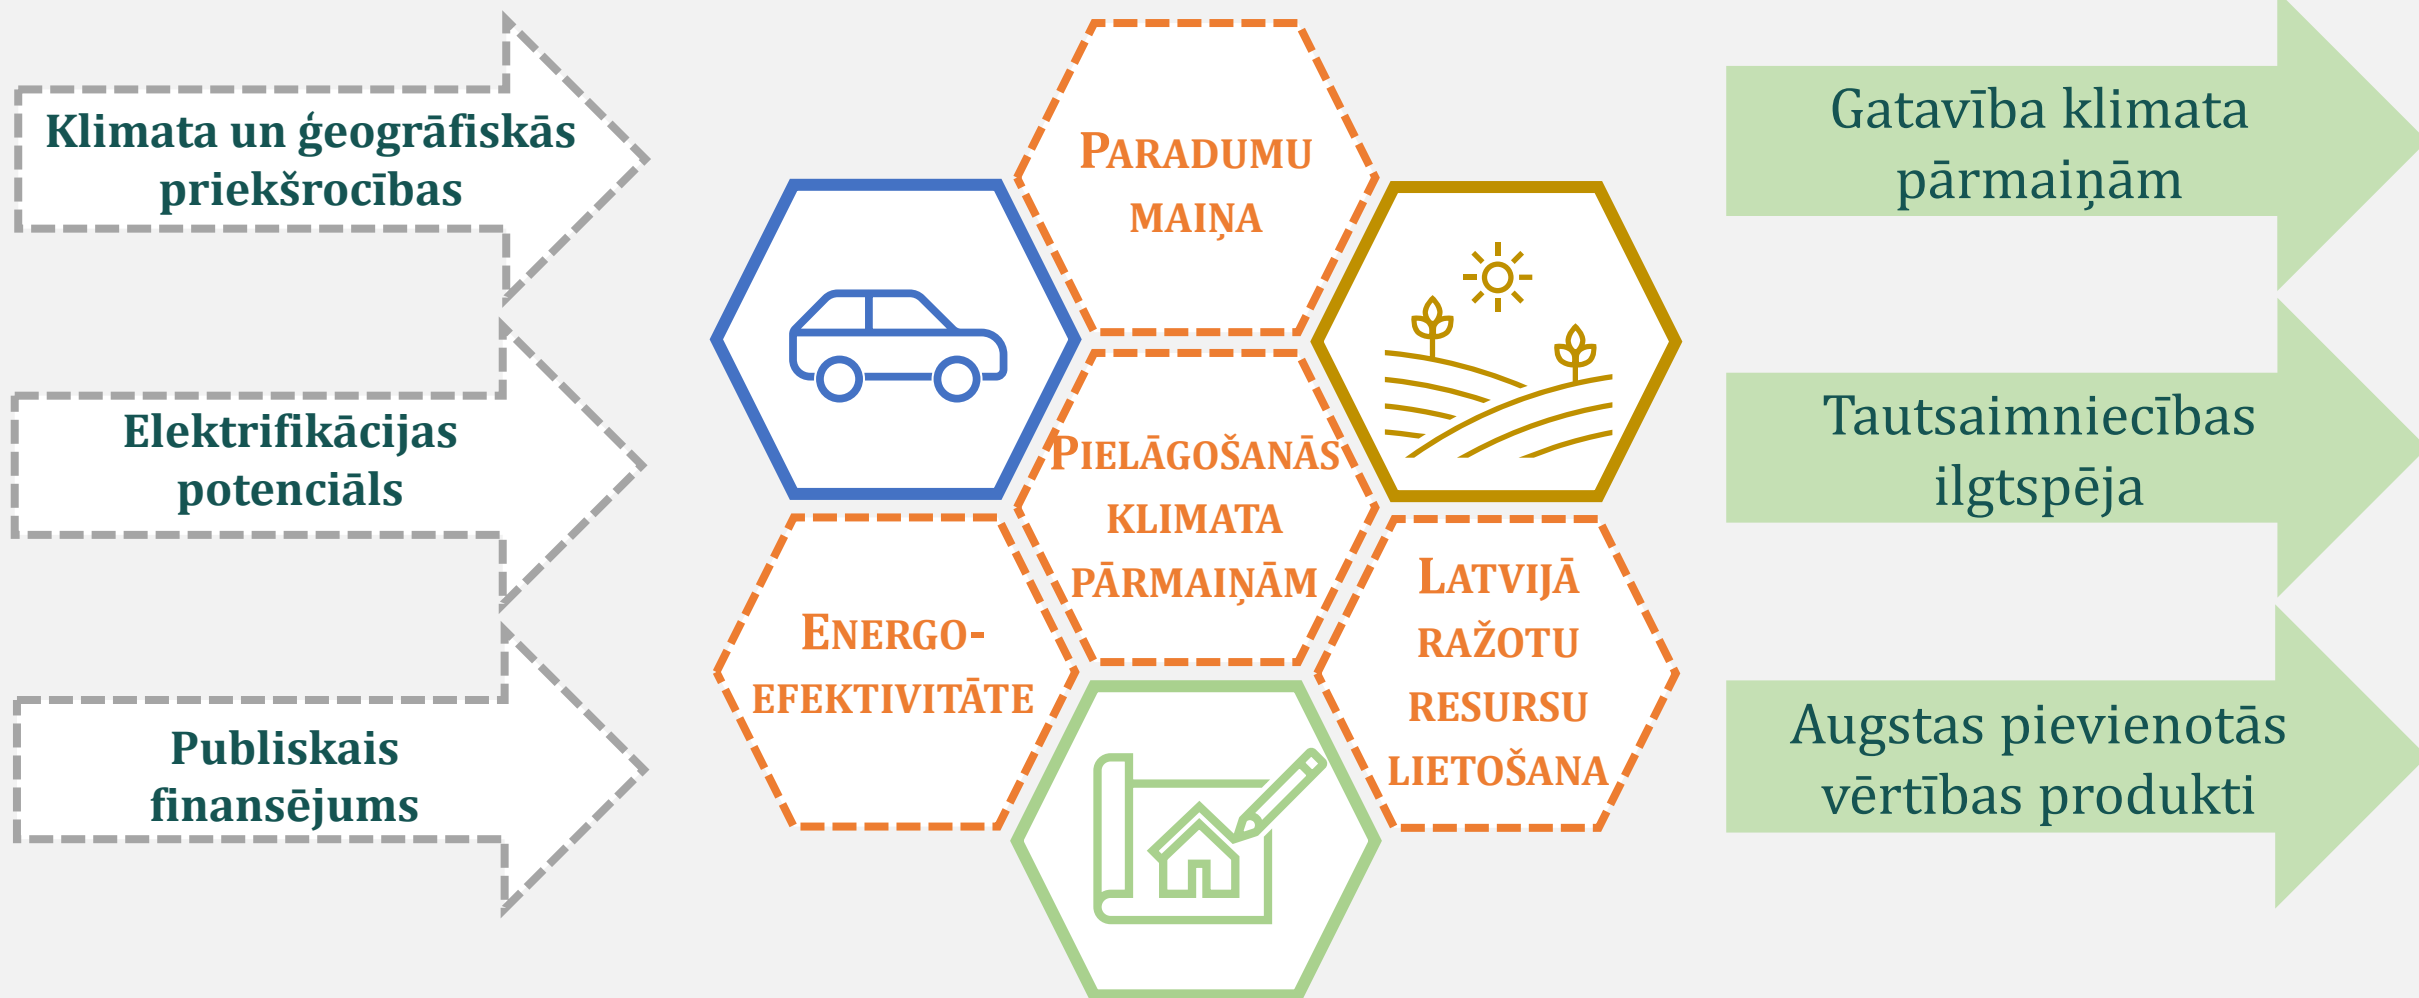 Klimata un ģeogrāfiskās
priekšrocības
Elektrifikācijas
potenciāls
Publiskais
finansējums
PARADUMU
MAIŅA
PIELĀGOŠANĀS
KLIMATA
PĀRMAIŅĀM
ENERGO-
EFEKTIVITĀTE
LATVIJĀ
RAŽOTU
RESURSU
LIETOŠANA
Gatavība klimata
pārmaiņām
Tautsaimniecības
ilgtspēja
Augstas pievienotās
vērtības produkti